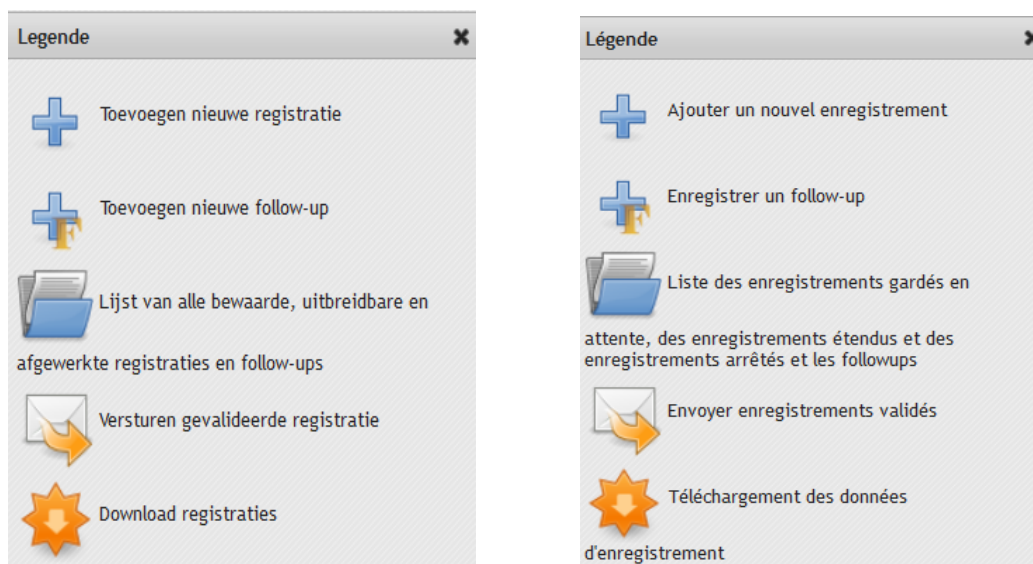 Legende
Toevoegen nieuwe registratie
Toevoegen nieuwe follow-up
Lijst van alle bewaarde, uitbreidbare en
afgewerkte registraties en follow-ups
Versturen gevalideerde registratie
Download registraties
Légende
Ajouter un nouvel enregistrement
Enregistrer un follow-up
Liste des enregistrements gardés en
attente, des enregistrements étendus et des
enregistrements arrêtés et les followups
Envoyer enregistrements validés
Téléchargement des données
d'enregistrement